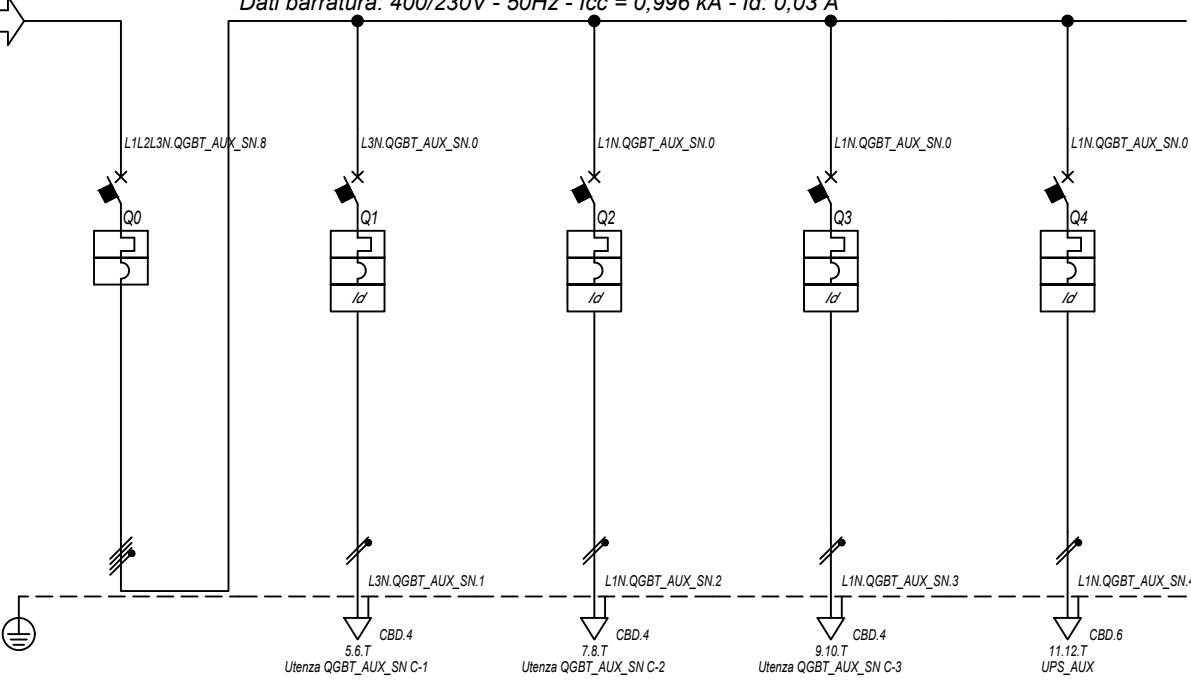 Dati barratura: 400/230V - 50Hz - Icc = 0,996 kA - Id: 0,03 A
L1L2L3N.QGBT_AUX_SN.8
L3N.QGBT_AUX_SN.0
L1N.QGBT_AUX_SN.0
L1N.QGBT_AUX_SN.0
L1N.QGBT_AUX_SN.0
Q0
Q1
Q2
Q3
Q4
Id
Id
Id
Id
L3N.QGBT_AUX_SN.1
L1N.QGBT_AUX_SN.2
L1N.QGBT_AUX_SN.3
L1N.QGBT_AUX_SN.4
CBD.4
CBD.4
CBD.4
CBD.6
5.6.T
7.8.T
9.10.T
11.12.T
Utenza QGBT_AUX_SN C-1
Utenza QGBT_AUX_SN C-2
Utenza QGBT_AUX_SN C-3
UPS_AUX